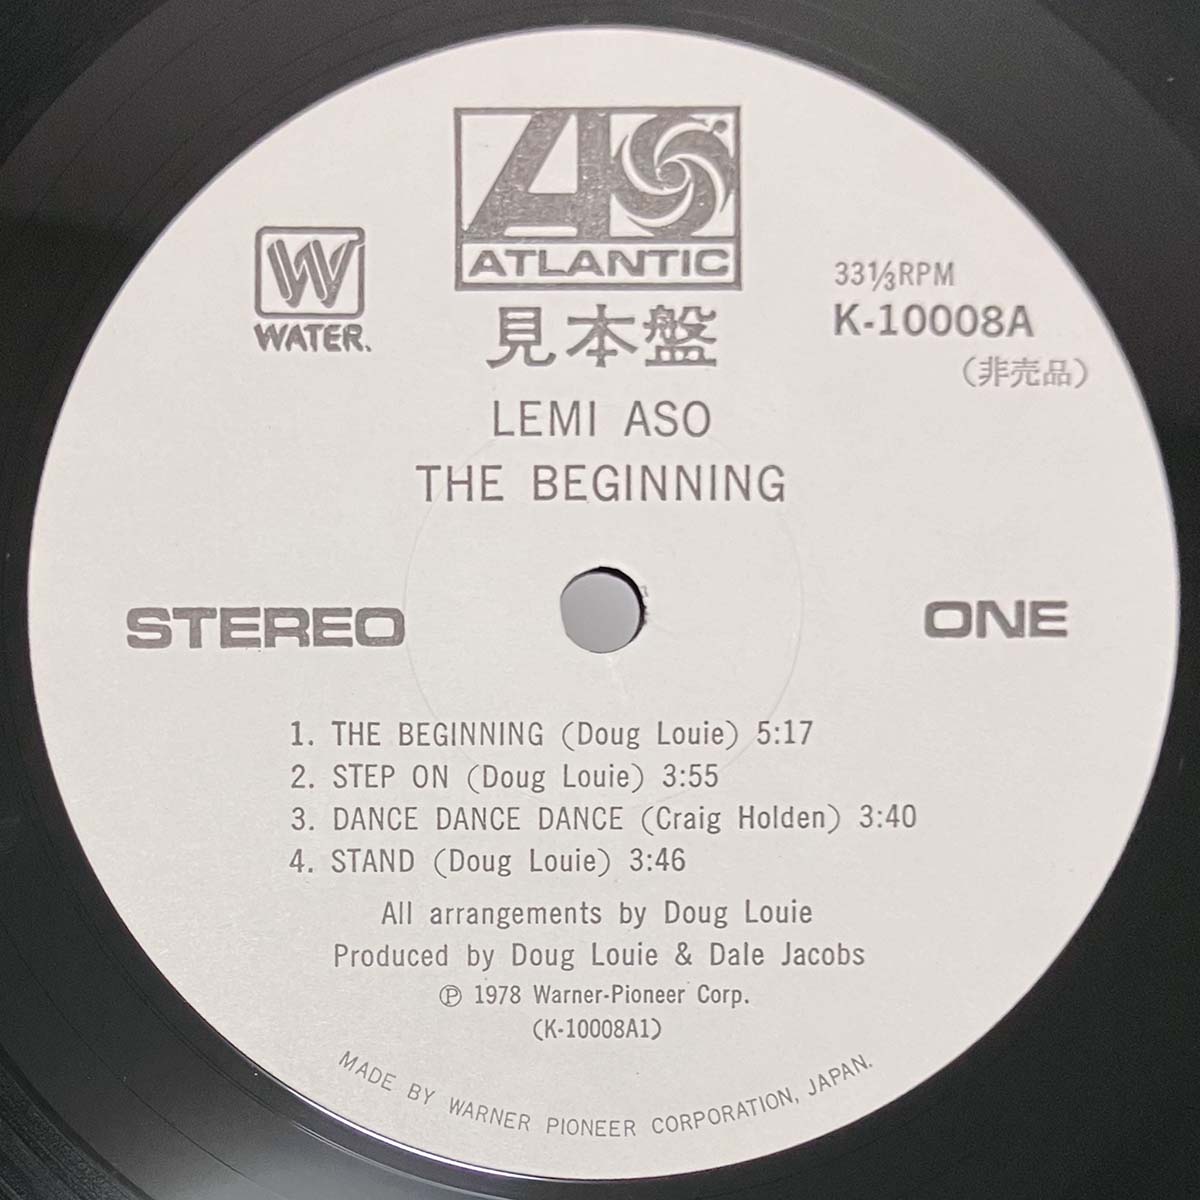 ATLANTIC
W
WATER.
33⅓RPM
K-10008A
(非売品)
見本盤
LEMI ASO
THE BEGINNING
STEREO
ONE
1. THE BEGINNING (Doug Louie) 5:17
2. STEP ON (Doug Louie) 3:55
3. DANCE DANCE DANCE (Craig Holden) 3:40
4. STAND (Doug Louie) 3:46
All arrangements by Doug Louie
Produced by Doug Louie & Dale Jacobs
Ⓟ 1978 Warner-Pioneer Corp.
(K-10008A1)
MADE BY WARNER PIONEER CORPORATION, JAPAN.